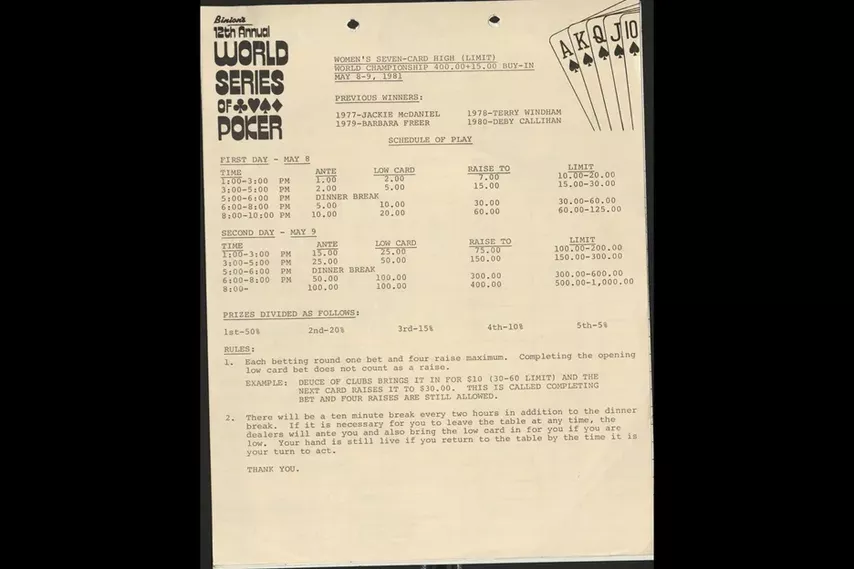 Binion's
12th Annual
WORLD
SERIES
OF
POKER
A K Q J 10
WOMEN'S SEVEN-CARD HIGH (LIMIT)
WORLD CHAMPIONSHIP 400.00+15.00 BUY-IN
MAY 8-9, 1981
PREVIOUS WINNERS:
1977-JACKIE McDANIEL 1978-TERRY WINDHAM
1979-BARBARA FREER 1980-DEBY CALLIHAN
SCHEDULE OF PLAY
FIRST DAY - MAY 8
TIME ANTE LOW CARD RAISE TO LIMIT
1:00-3:00 PM 1.00 2.00 7.00 10.00-20.00
3:00-5:00 PM 2.00 5.00 15.00 15.00-30.00
5:00-6:00 PM DINNER BREAK
6:00-8:00 PM 5.00 10.00 30.00 30.00-60.00
8:00-10:00 PM 10.00 20.00 60.00 60.00-125.00
SECOND DAY - MAY 9
TIME ANTE LOW CARD RAISE TO LIMIT
1:00-3:00 PM 15.00 25.00 75.00 100.00-200.00
3:00-5:00 PM 25.00 50.00 150.00 150.00-300.00
5:00-6:00 PM DINNER BREAK
6:00-8:00 PM 50.00 100.00 300.00 300.00-600.00
8:00- 100.00 100.00 400.00 500.00-1,000.00
PRIZES DIVIDED AS FOLLOWS:
1st-50% 2nd-20% 3rd-15% 4th-10% 5th-5%
RULES:
1. Each betting round one bet and four raise maximum. Completing the opening
low card bet does not count as a raise.
EXAMPLE: DEUCE OF CLUBS BRINGS IT IN FOR $10 (30-60 LIMIT) AND THE
NEXT CARD RAISES IT TO $30.00. THIS IS CALLED COMPLETING
BET AND FOUR RAISES ARE STILL ALLOWED.
2. There will be a ten minute break every two hours in addition to the dinner
break. If it is necessary for you to leave the table at any time, the
dealers will ante you and also bring the low card in for you if you are
low. Your hand is still live if you return to the table by the time it is
your turn to act.
THANK YOU.